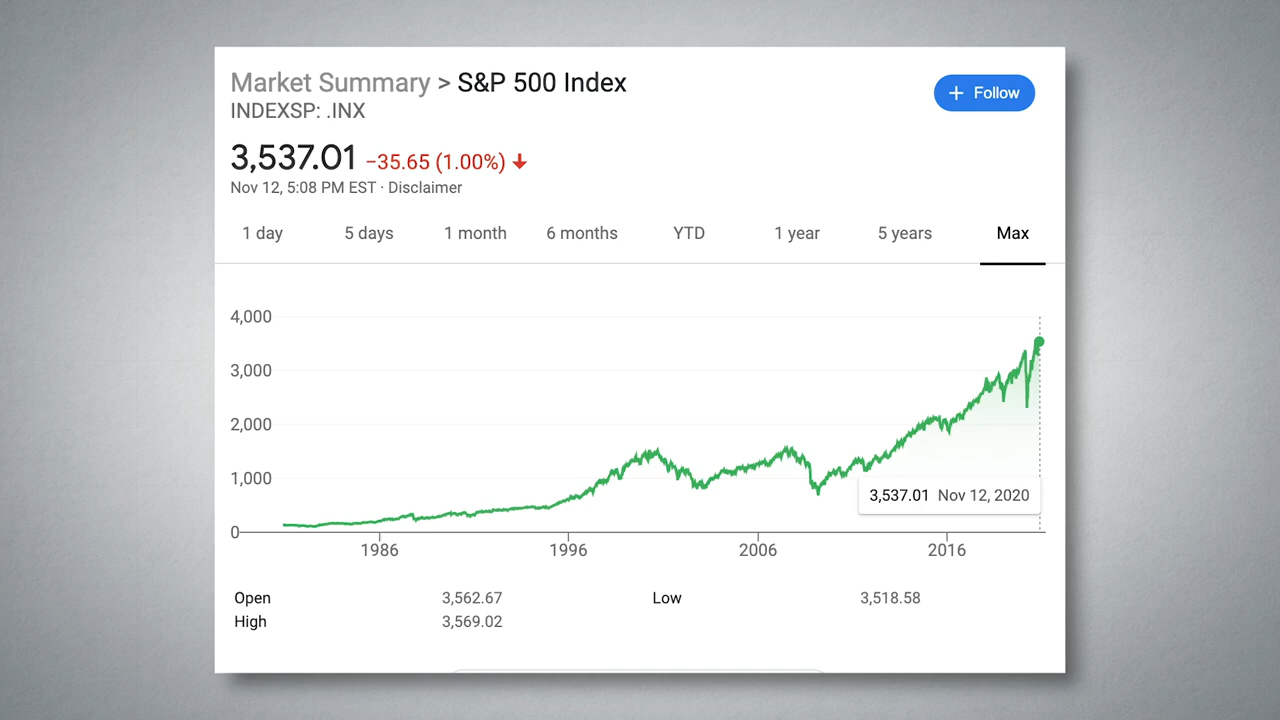 Market Summary > S&P 500 Index
INDEXSP: .INX
+ Follow
3,537.01 −35.65 (1.00%) ↓
Nov 12, 5:08 PM EST · Disclaimer
1 day 5 days 1 month 6 months YTD 1 year 5 years Max
4,000
3,000
2,000
1,000
0
3,537.01 Nov 12, 2020
1986 1996 2006 2016
Open 3,562.67 Low 3,518.58
High 3,569.02